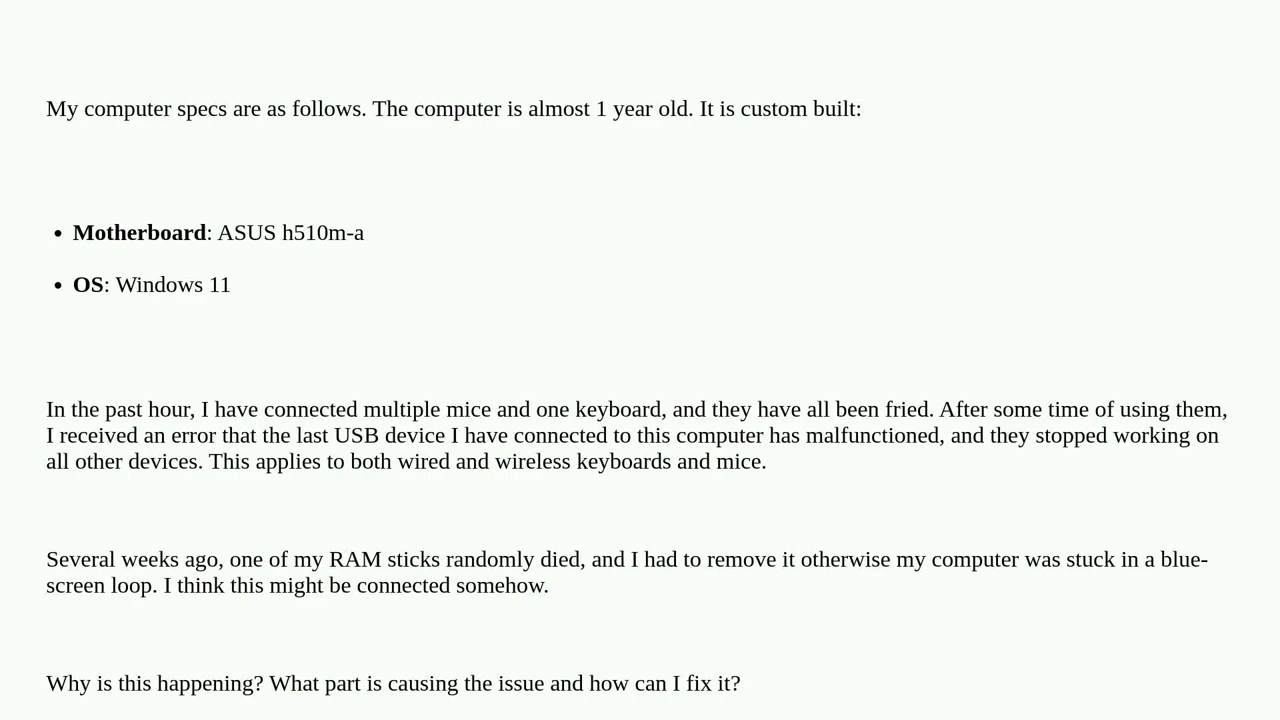 My computer specs are as follows. The computer is almost 1 year old. It is custom built:
• Motherboard: ASUS h510m-a
• OS: Windows 11
In the past hour, I have connected multiple mice and one keyboard, and they have all been fried. After some time of using them,
I received an error that the last USB device I have connected to this computer has malfunctioned, and they stopped working on
all other devices. This applies to both wired and wireless keyboards and mice.
Several weeks ago, one of my RAM sticks randomly died, and I had to remove it otherwise my computer was stuck in a blue-
screen loop. I think this might be connected somehow.
Why is this happening? What part is causing the issue and how can I fix it?